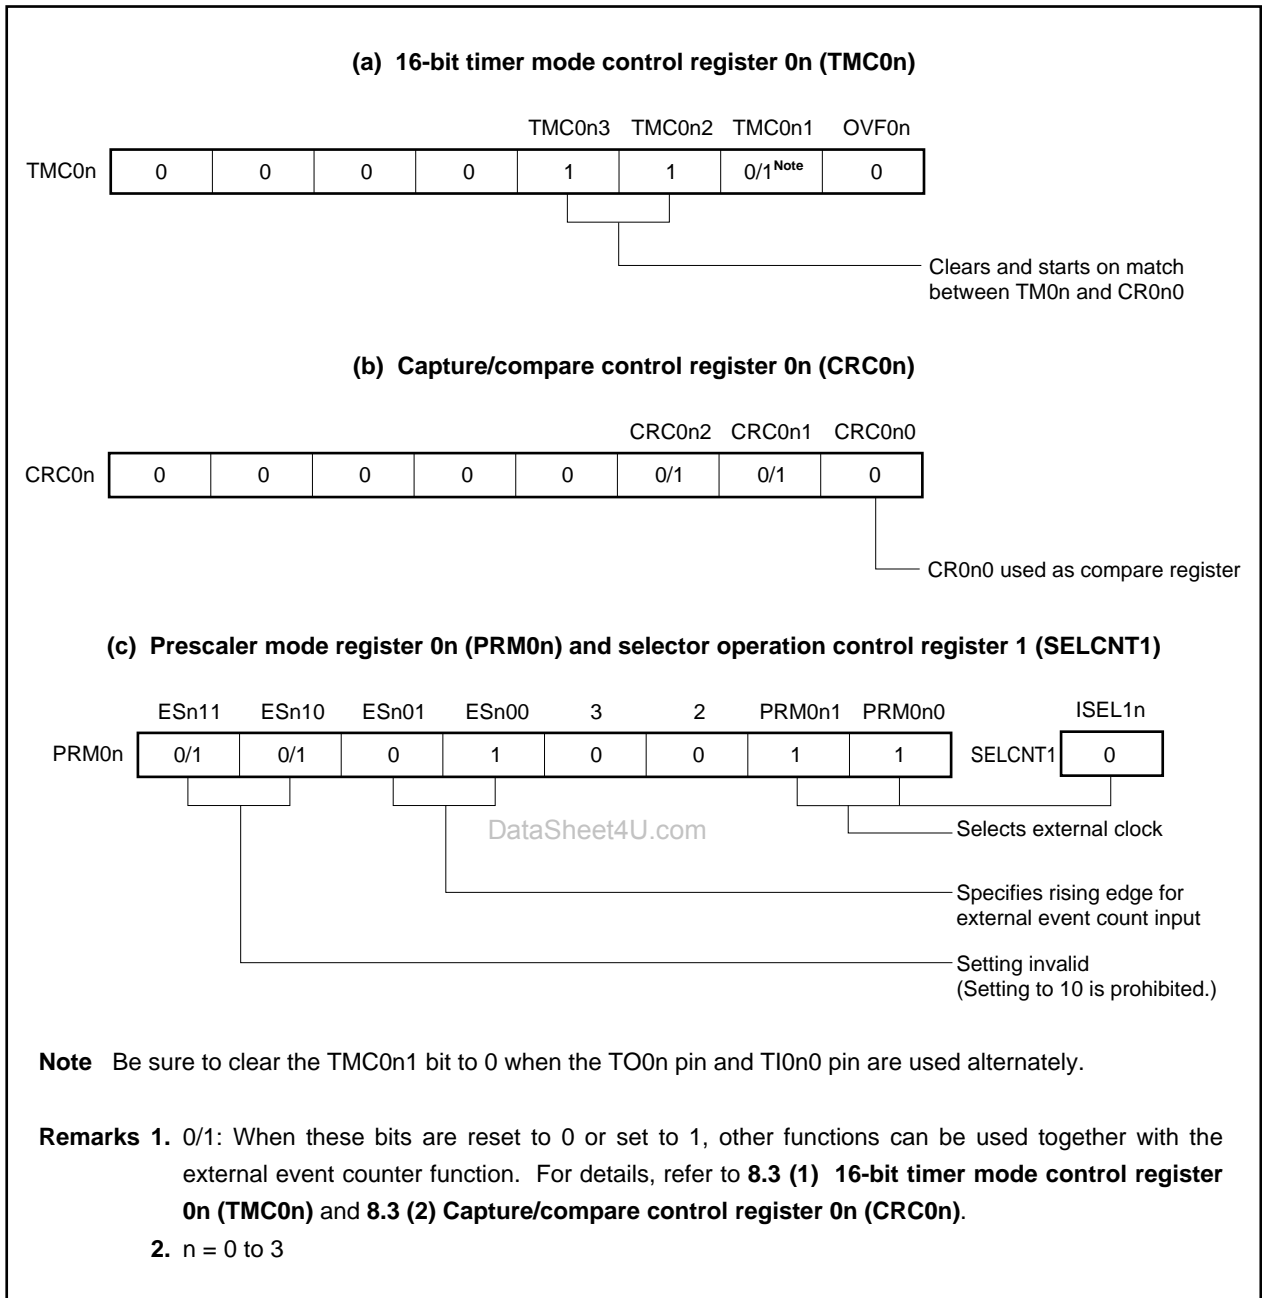 (a) 16-bit timer mode control register 0n (TMC0n)
TMC0n3 TMC0n2 TMC0n1 OVF0n
TMC0n 0 0 0 0 1 1 0/1Note 0
Clears and starts on match
between TM0n and CR0n0
(b) Capture/compare control register 0n (CRC0n)
CRC0n2 CRC0n1 CRC0n0
CRC0n 0 0 0 0 0 0/1 0/1 0
CR0n0 used as compare register
(c) Prescaler mode register 0n (PRM0n) and selector operation control register 1 (SELCNT1)
ESn11 ESn10 ESn01 ESn00 3 2 PRM0n1 PRM0n0 ISEL1n
PRM0n 0/1 0/1 0 1 0 0 1 1 SELCNT1 0
DataSheet4U.com
Selects external clock
Specifies rising edge for
external event count input
Setting invalid
(Setting to 10 is prohibited.)
Note Be sure to clear the TMC0n1 bit to 0 when the TO0n pin and TI0n0 pin are used alternately.
Remarks 1. 0/1: When these bits are reset to 0 or set to 1, other functions can be used together with the
external event counter function. For details, refer to 8.3 (1) 16-bit timer mode control register
0n (TMC0n) and 8.3 (2) Capture/compare control register 0n (CRC0n).
2. n = 0 to 3